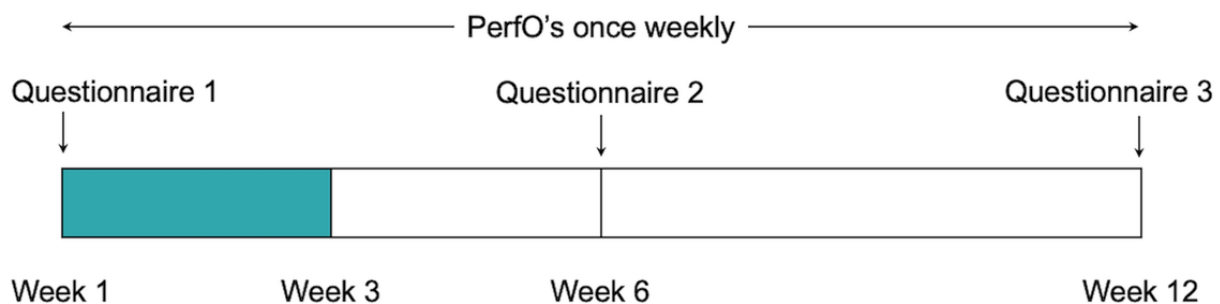 PerfO’s once weekly
Questionnaire 1
Questionnaire 2
Questionnaire 3
Week 1
Week 3
Week 6
Week 12